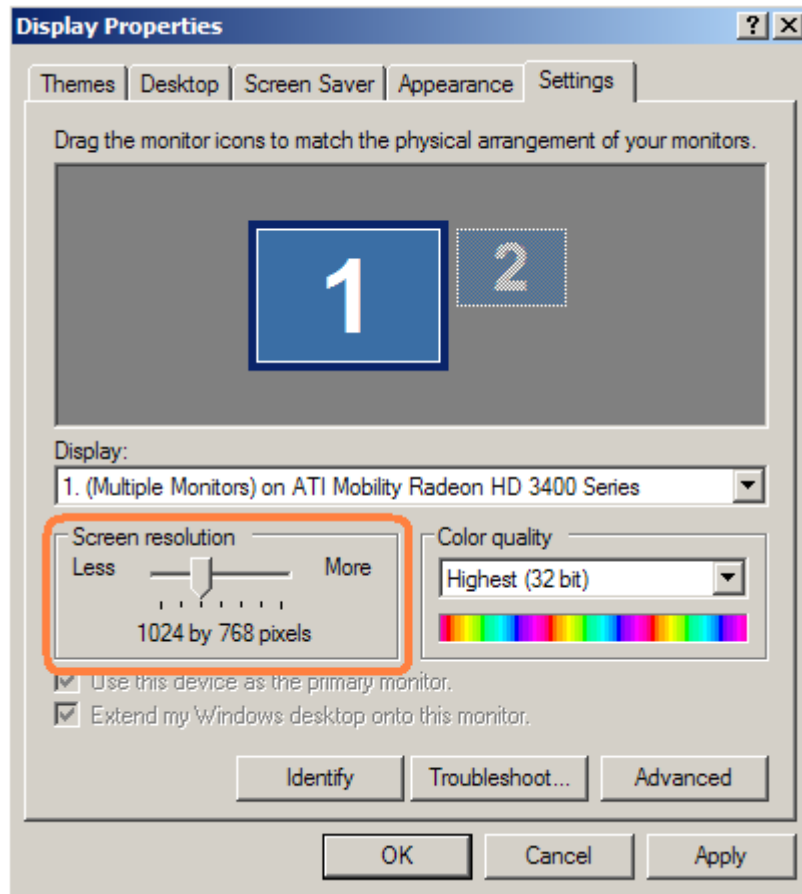 Display Properties
Themes Desktop Screen Saver Appearance Settings
Drag the monitor icons to match the physical arrangement of your monitors.
1 2
Display:
1. (Multiple Monitors) on ATI Mobility Radeon HD 3400 Series
Screen resolution
Less More
1024 by 768 pixels
Color quality
Highest (32 bit)
Use this device as the primary monitor.
Extend my Windows desktop onto this monitor.
Identify Troubleshoot... Advanced
OK Cancel Apply